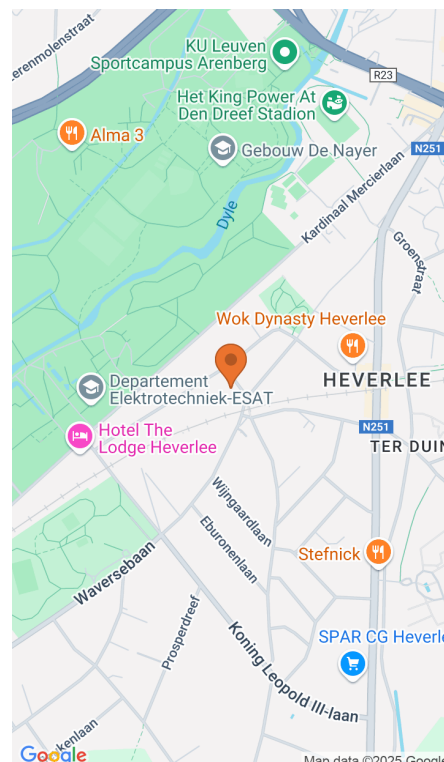 erenmolenstraat
KU Leuven
Sportcampus Arenberg
R23
Het King Power At
Den Dreef Stadion
Alma 3
Gebouw De Nayer
N251
Kardinaal Mercierlaan
Dyle
Groenstraat
Wok Dynasty Heverlee
HEVERLEE
Departement
Elektrotechniek-ESAT
N251
Hotel The
Lodge Heverlee
TER DUIN
Wijngaardlaan
Eburonenlaan
Stefnick
Waversebaan
Prosperdreef
Koning Leopold III-laan
SPAR CG Heverle
kenlaan
Google
Map data ©2025 Google